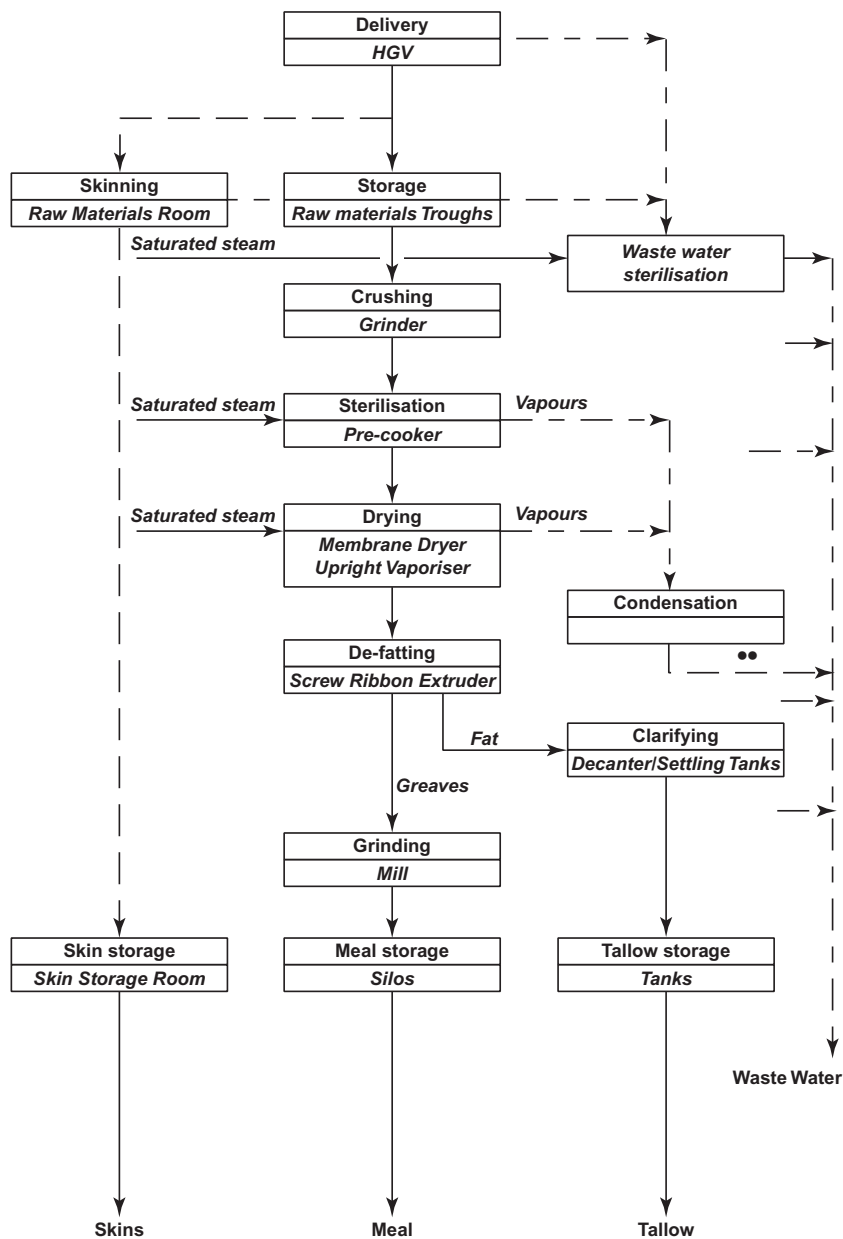 Delivery
HGV
Skinning
Raw Materials Room
Storage
Raw materials Troughs
Saturated steam
Waste water
sterilisation
Crushing
Grinder
Saturated steam
Sterilisation
Pre-cooker
Vapours
Saturated steam
Drying
Membrane Dryer
Upright Vaporiser
Vapours
Condensation
De-fatting
Screw Ribbon Extruder
Fat
Clarifying
Decanter/Settling Tanks
Greaves
Grinding
Mill
Skin storage
Skin Storage Room
Meal storage
Silos
Tallow storage
Tanks
Waste Water
Skins
Meal
Tallow